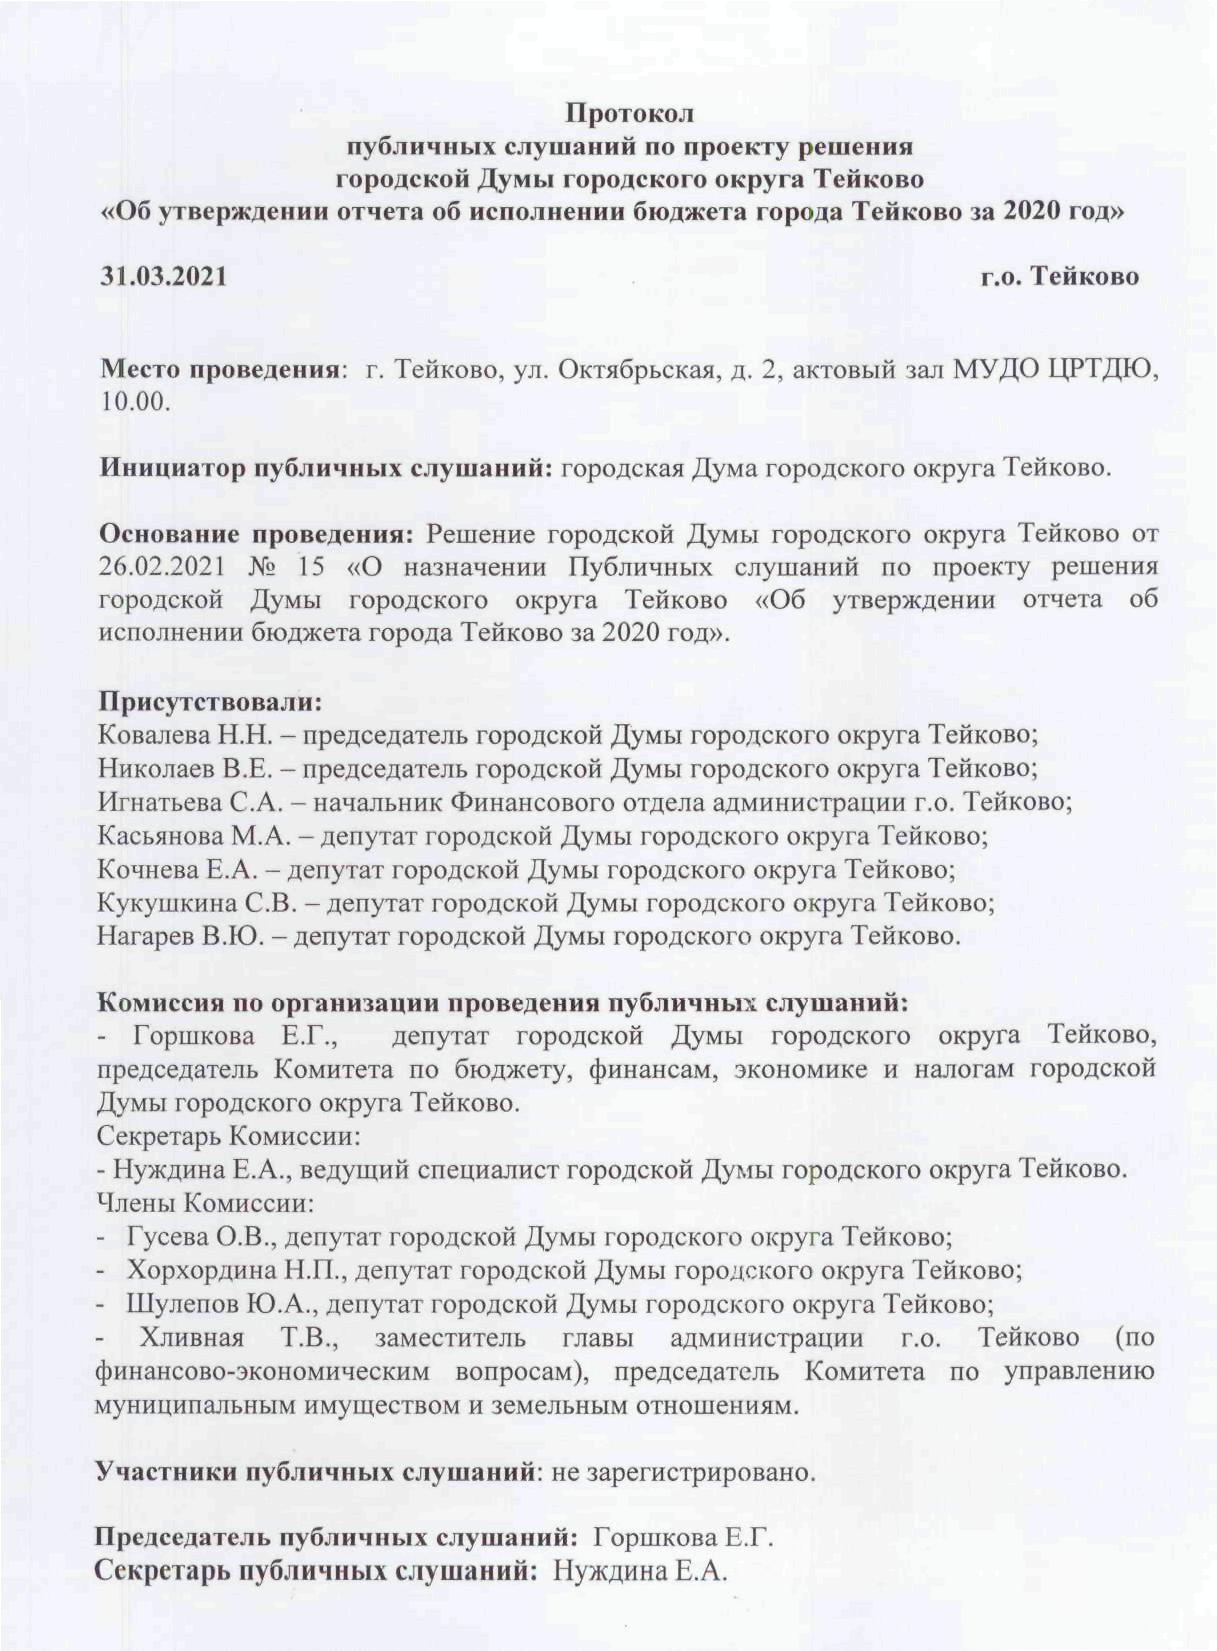 Протокол
публичных слушаний по проекту решения
городской Думы городского округа Тейково
«Об утверждении отчета об исполнении бюджета города Тейково за 2020 год»
31.03.2021 г.о. Тейково
Место проведения: г. Тейково, ул. Октябрьская, д. 2, актовый зал МУДО ЦРТДЮ,
10.00.
Инициатор публичных слушаний: городская Дума городского округа Тейково.
Основание проведения: Решение городской Думы городского округа Тейково от
26.02.2021 № 15 «О назначении Публичных слушаний по проекту решения
городской Думы городского округа Тейково «Об утверждении отчета об
исполнении бюджета города Тейково за 2020 год».
Присутствовали:
Ковалева Н.Н. – председатель городской Думы городского округа Тейково;
Николаев В.Е. – председатель городской Думы городского округа Тейково;
Игнатьева С.А. – начальник Финансового отдела администрации г.о. Тейково;
Касьянова М.А. – депутат городской Думы городского округа Тейково;
Кочнева Е.А. – депутат городской Думы городского округа Тейково;
Кукушкина С.В. – депутат городской Думы городского округа Тейково;
Нагарев В.Ю. – депутат городской Думы городского округа Тейково.
Комиссия по организации проведения публичных слушаний:
- Горшкова Е.Г., депутат городской Думы городского округа Тейково,
председатель Комитета по бюджету, финансам, экономике и налогам городской
Думы городского округа Тейково.
Секретарь Комиссии:
- Нуждина Е.А., ведущий специалист городской Думы городского округа Тейково.
Члены Комиссии:
- Гусева О.В., депутат городской Думы городского округа Тейково;
- Хорхордина Н.П., депутат городской Думы городского округа Тейково;
- Шулепов Ю.А., депутат городской Думы городского округа Тейково;
- Хливная Т.В., заместитель главы администрации г.о. Тейково (по
финансово-экономическим вопросам), председатель Комитета по управлению
муниципальным имуществом и земельным отношениям.
Участники публичных слушаний: не зарегистрировано.
Председатель публичных слушаний: Горшкова Е.Г.
Секретарь публичных слушаний: Нуждина Е.А.